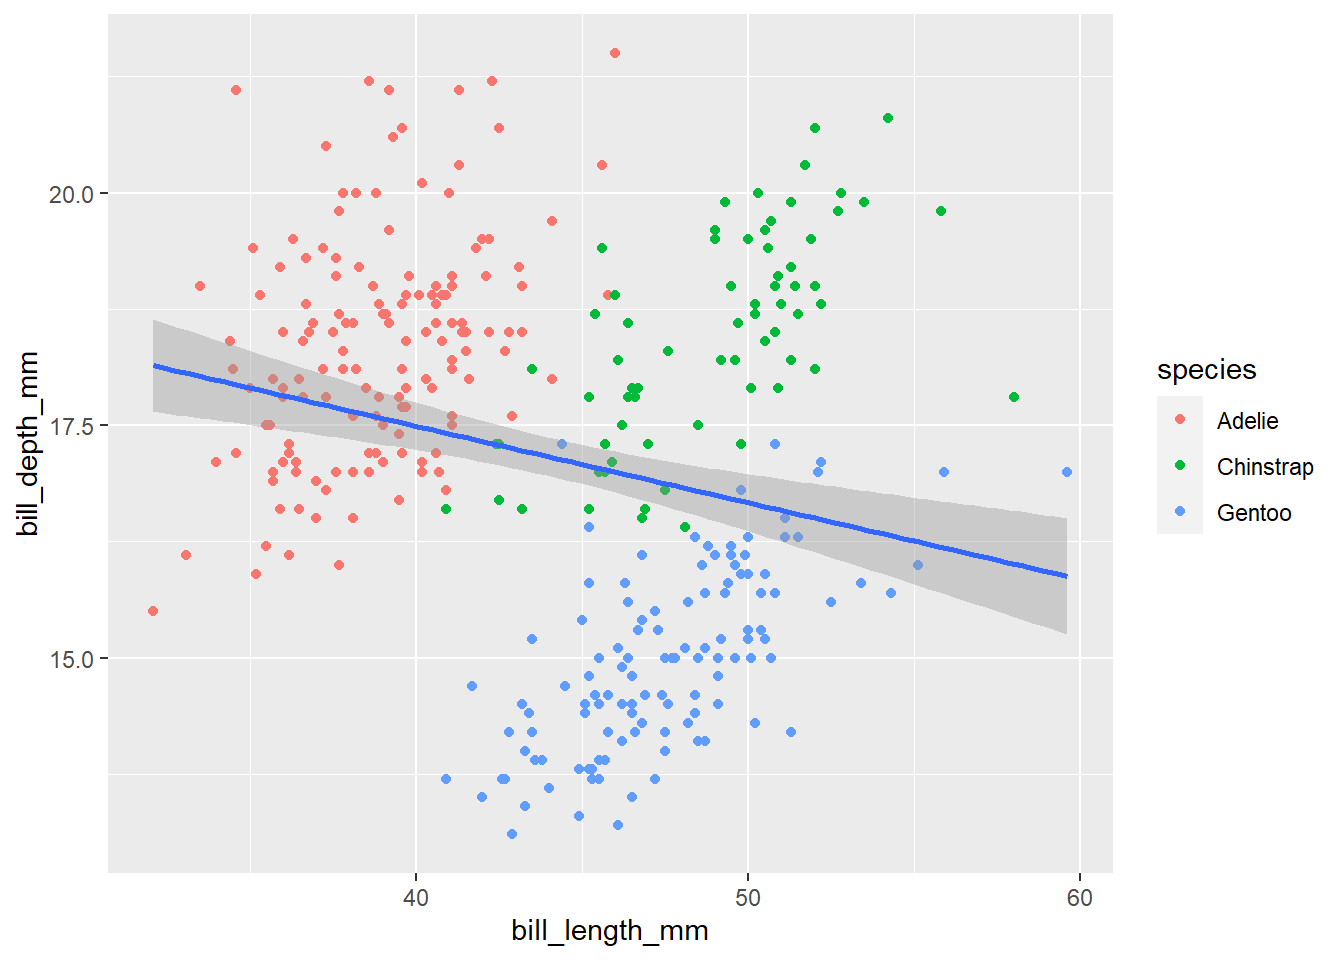 20.0
17.5
15.0
bill_depth_mm
40
50
60
bill_length_mm
species
Adelie
Chinstrap
Gentoo